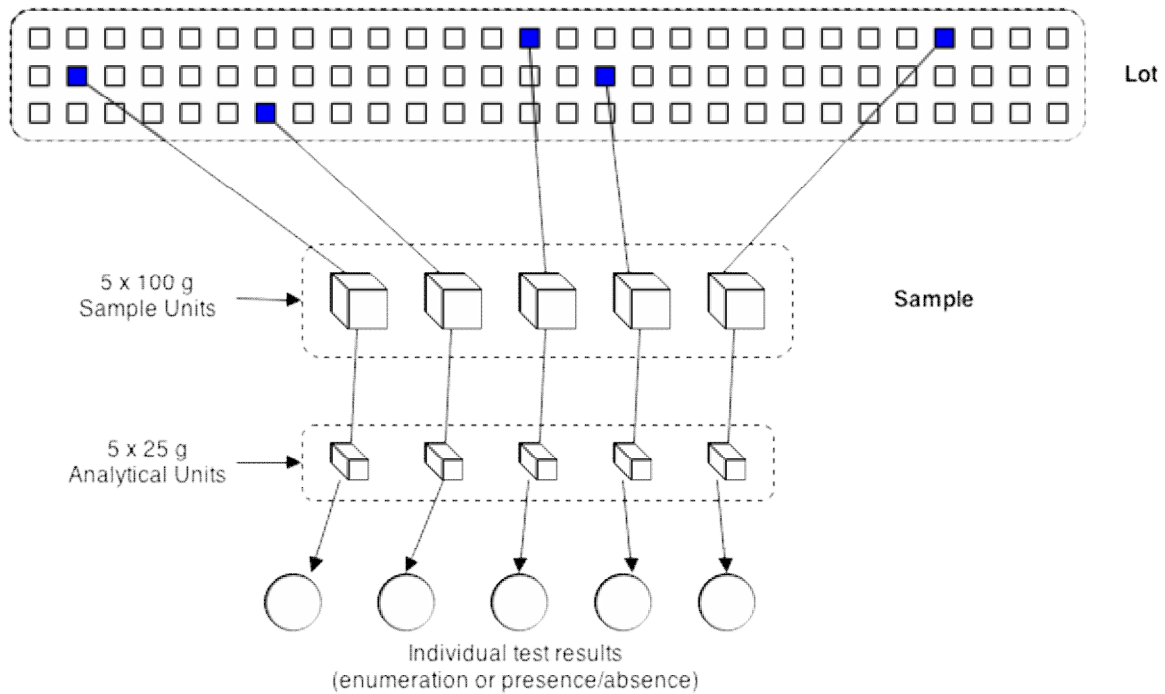 Lot
5 x 100 g
Sample Units
Sample
5 x 25 g
Analytical Units
Individual test results
(enumeration or presence/absence)